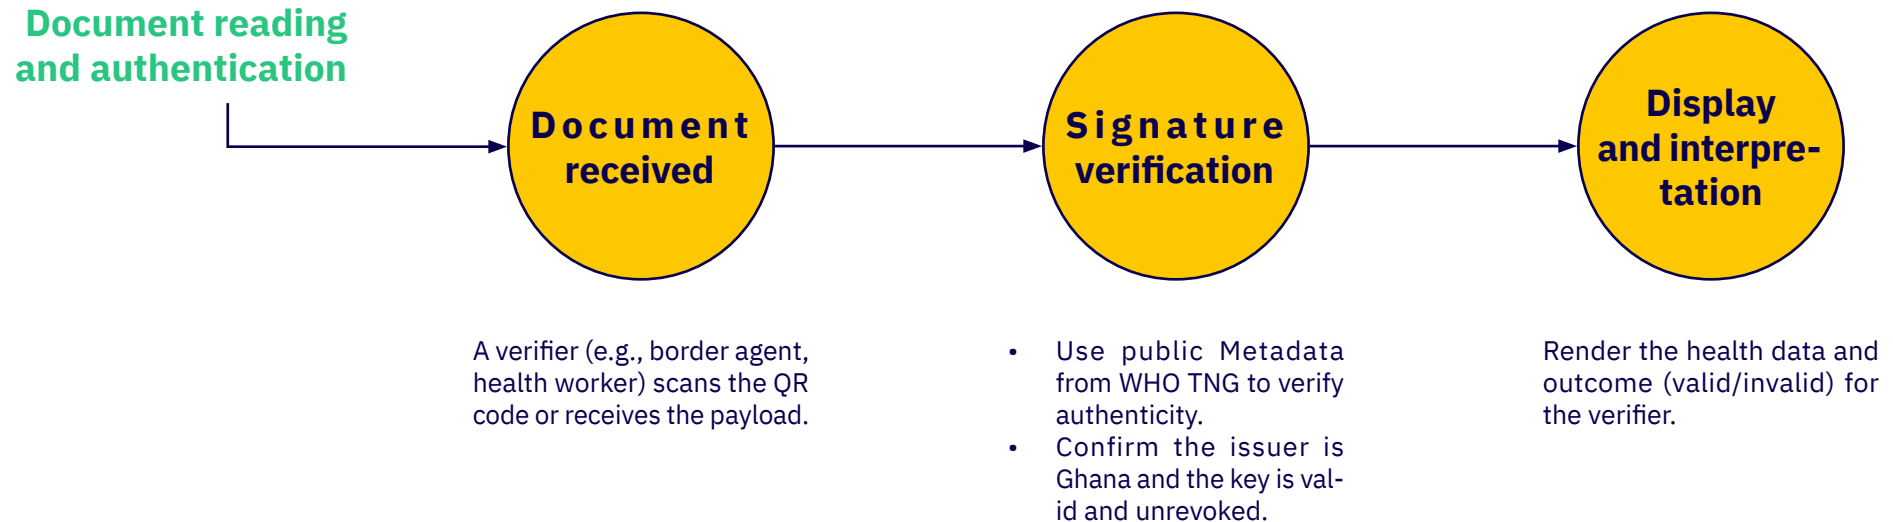 Document reading
and authentication
Document
received
Signature
verification
Display
and interpre-
tation
A verifier (e.g., border agent,
health worker) scans the QR
code or receives the payload.
• Use public Metadata
from WHO TNG to verify
authenticity.
• Confirm the issuer is
Ghana and the key is val-
id and unrevoked.
Render the health data and
outcome (valid/invalid) for
the verifier.